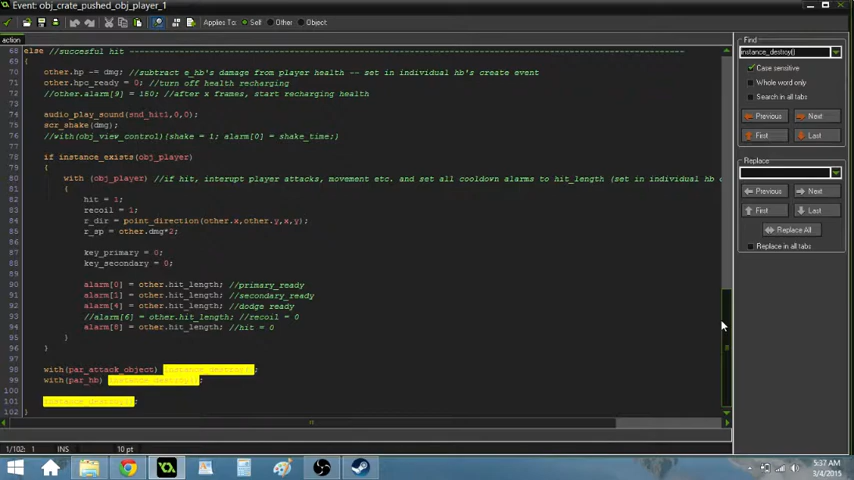 Event: obj_crate_pushed_obj_player_1
Applies To: Self Other Object
action
68 else //succesful hit ----------------------------------------------------------------------------------------------------
69 {
70 other.hp -= dmg; //subtract e_hb's damage from player health -- set in individual hb's create event
71 other.hpc_ready = 0; //turn off health recharging
72 //other.alarm[9] = 150; //after x frames, start recharging health
73
74 audio_play_sound(snd_hit1,0,0);
75 scr_shake(dmg);
76 //with(obj_view_control){shake = 1; alarm[0] = shake_time;}
77
78 if instance_exists(obj_player)
79 {
80 with (obj_player) //if hit, interupt player attacks, movement etc. and set all cooldown alarms to hit_length (set in individual hb c
81 {
82 hit = 1;
83 recoil = 1;
84 r_dir = point_direction(other.x,other.y,x,y);
85 r_sp = other.dmg*2;
86
87 key_primary = 0;
88 key_secondary = 0;
89
90 alarm[0] = other.hit_length; //primary_ready
91 alarm[1] = other.hit_length; //secondary_ready
92 alarm[4] = other.hit_length; //dodge ready
93 //alarm[6] = other.hit_length; //recoil = 0
94 alarm[8] = other.hit_length; //hit = 0
95 }
96 }
97
98 with(par_attack_object) instance_destroy();
99 with(par_hb) instance_destroy();
100
101 instance_destroy();
102 }
1/102: 1 INS 10 pt
Find
instance_destroy()
Case sensitive
Whole word only
Search in all tabs
Previous Next
First Last
Replace
Previous Next
First Last
Replace All
Replace in all tabs
5:37 AM
3/4/2015